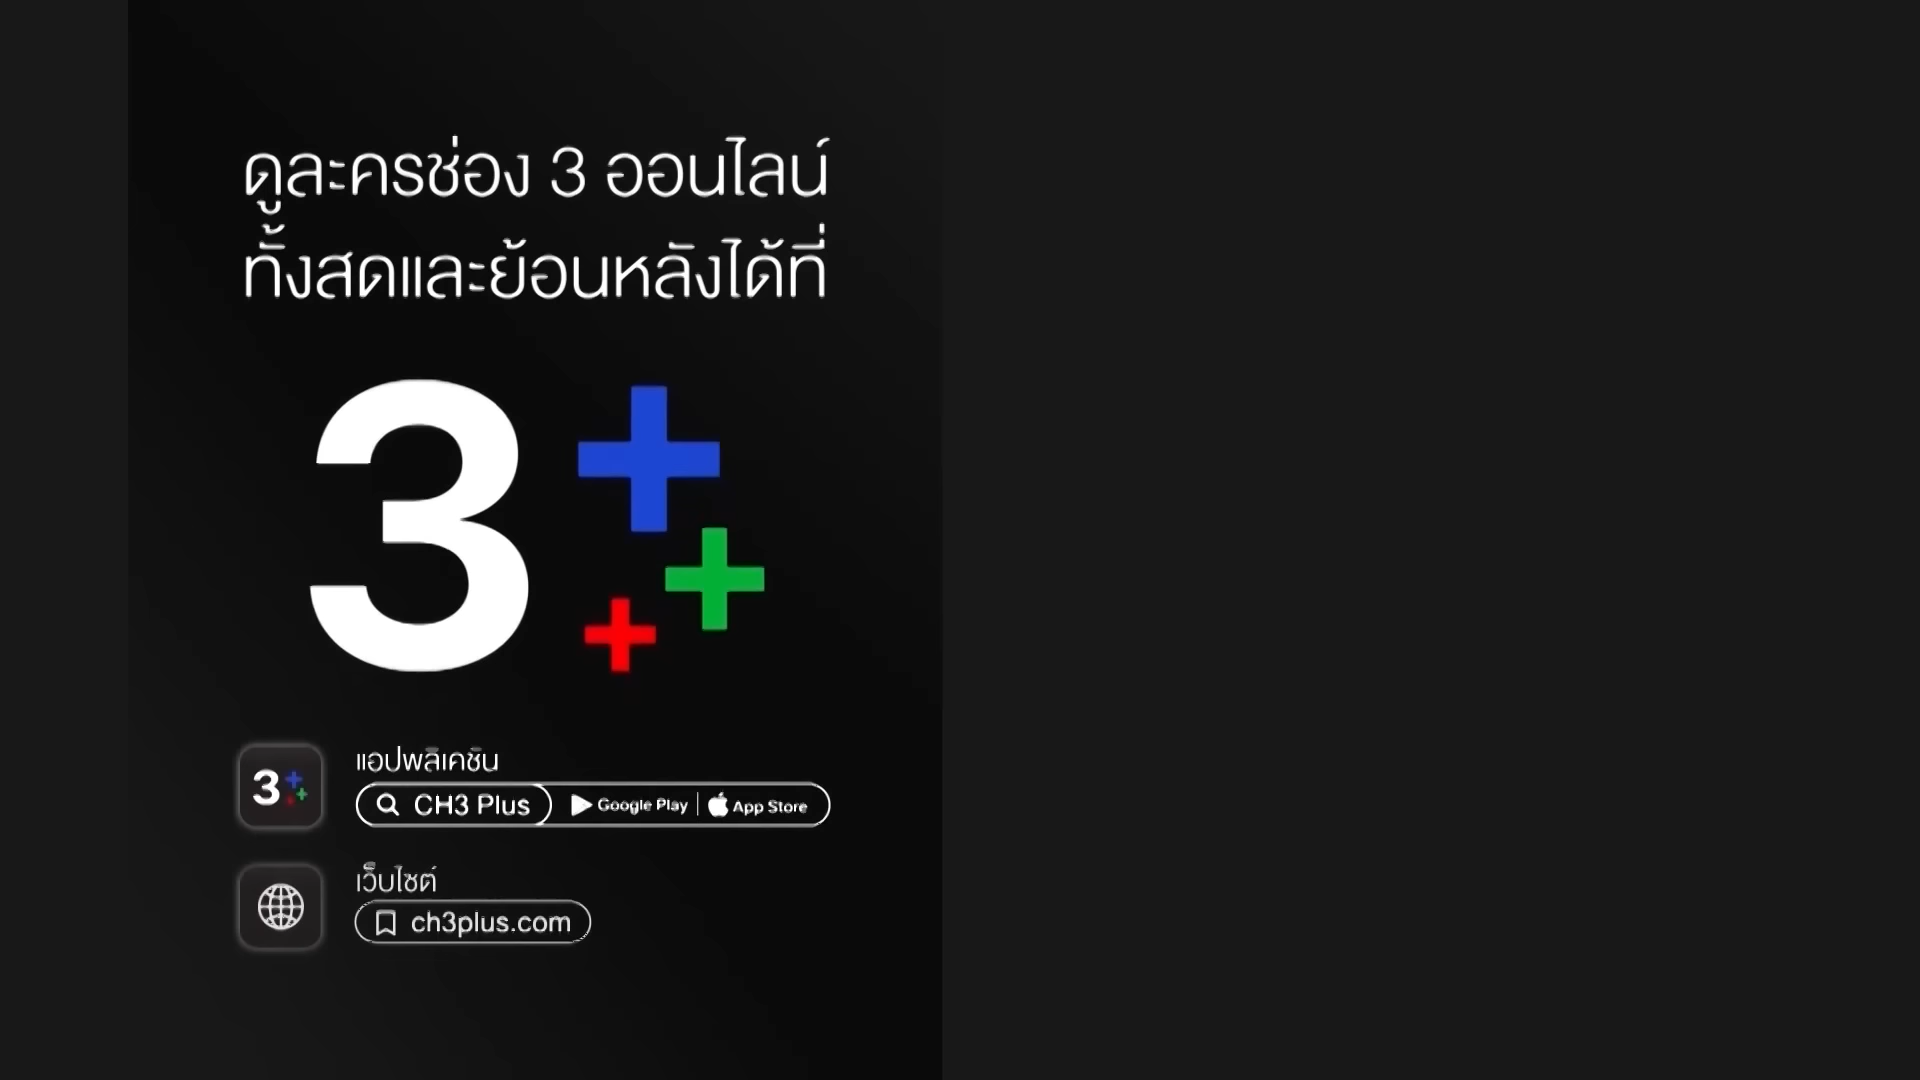 ดูละครช่อง 3 ออนไลน์
ทั้งสดและย้อนหลังได้ที่
3+++
3+++
แอปพลิเคชัน
CH3 Plus Google Play App Store
เว็บไซต์
ch3plus.com